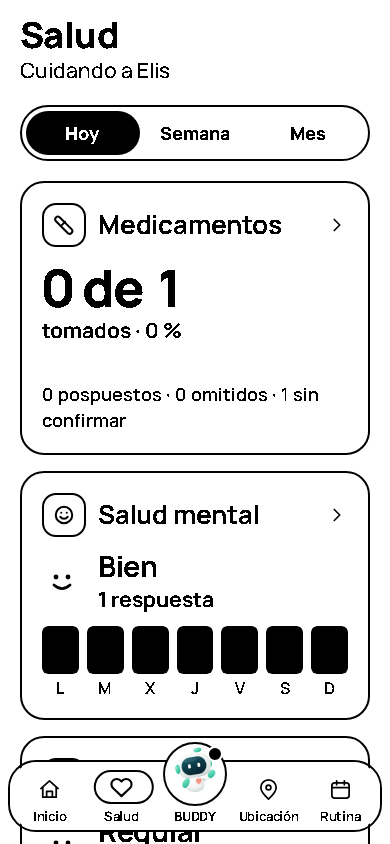 Salud
Cuidando a Elis
Hoy Semana Mes
Medicamentos
0 de 1
tomados · 0 %
0 pospuestos · 0 omitidos · 1 sin
confirmar
Salud mental
Bien
1 respuesta
L M X J V S D
Inicio Salud BUDDY Ubicación Rutina
Regular